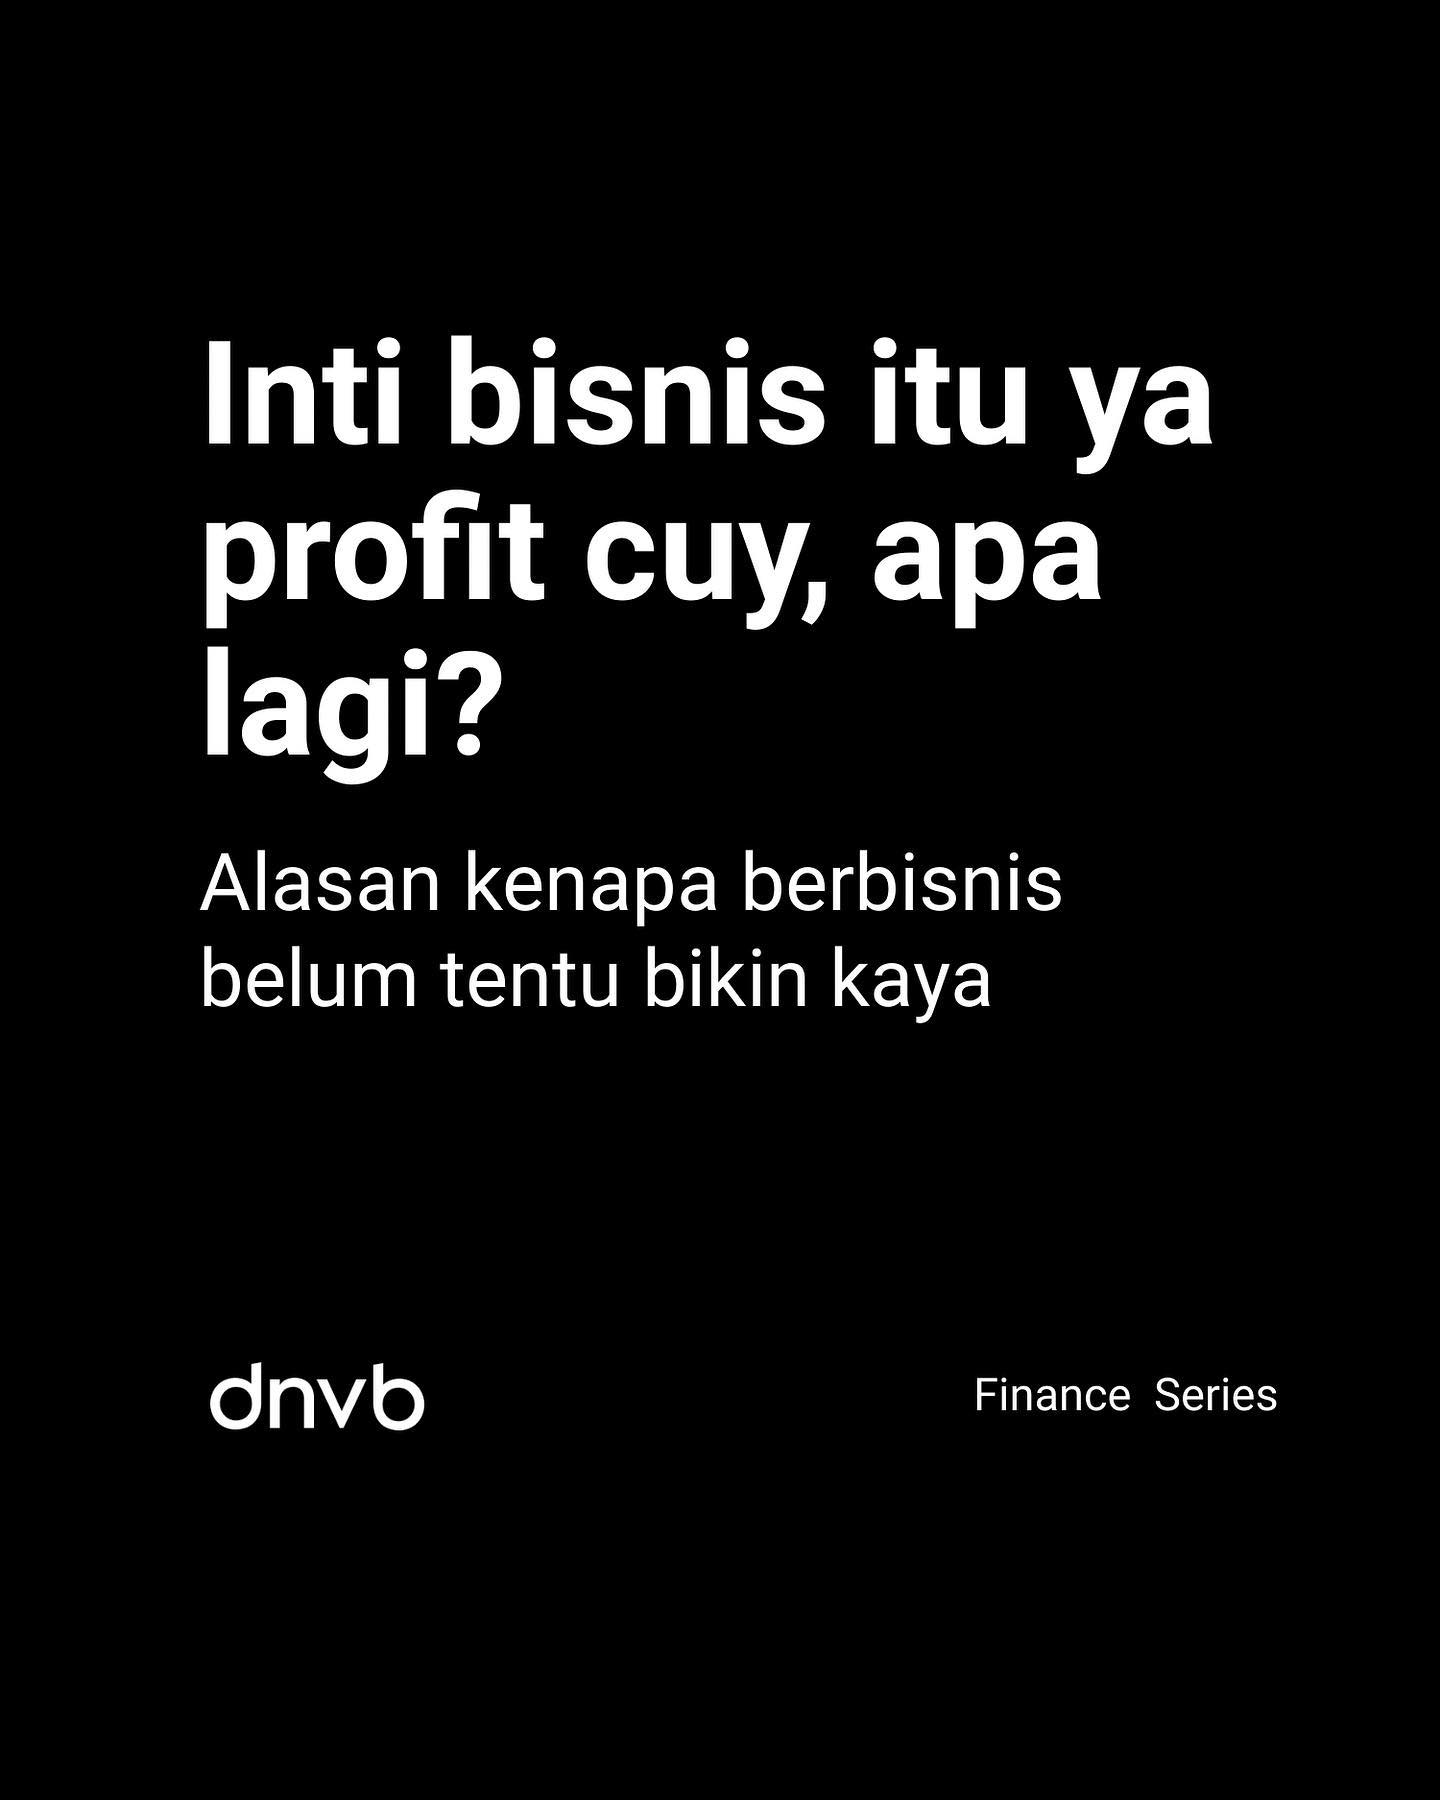 Inti bisnis itu ya
profit cuy, apa
lagi?
Alasan kenapa berbisnis
belum tentu bikin kaya
dnvb
Finance Series